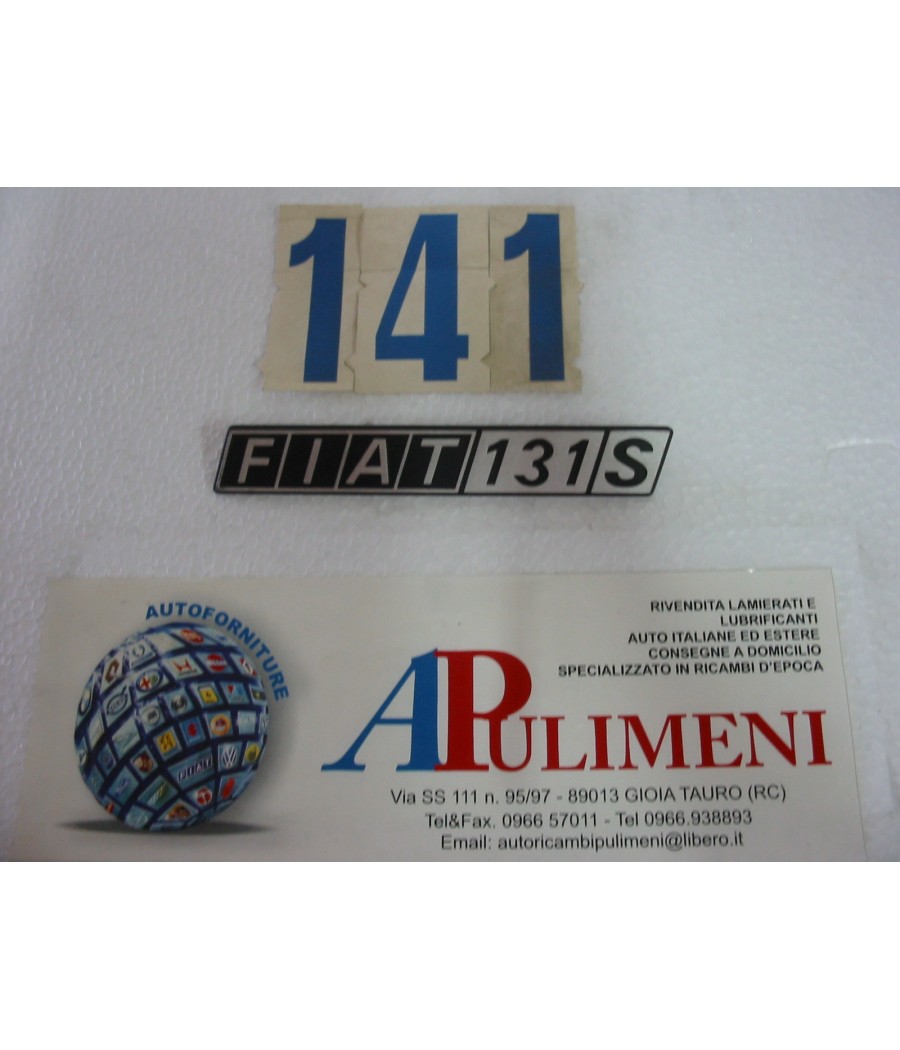 141
FIAT 131 S
AUTOFORNITURE
RIVENDITA LAMIERATI E
LUBRIFICANTI
AUTO ITALIANE ED ESTERE
CONSEGNE A DOMICILIO
SPECIALIZZATO IN RICAMBI D'EPOCA
APULIMENI
Via SS 111 n. 95/97 - 89013 GIOIA TAURO (RC)
Tel&Fax. 0966 57011 - Tel 0966.938893
Email: autoricambipulimeni@libero.it
FIAT